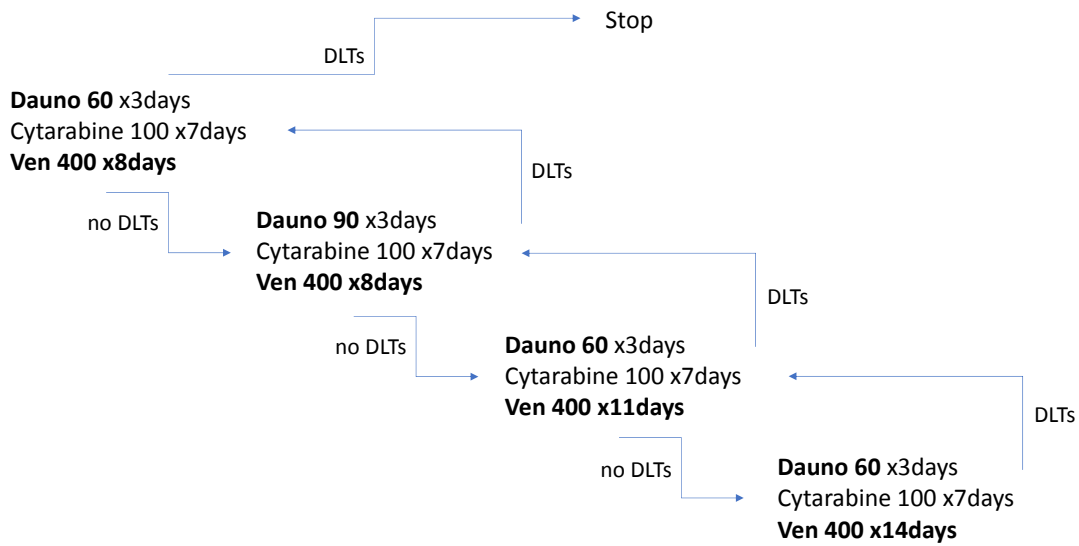 Stop
DLTs
Dauno 60 x3days
Cytarabine 100 x7days
Ven 400 x8days
DLTs
no DLTs
Dauno 90 x3days
Cytarabine 100 x7days
Ven 400 x8days
DLTs
no DLTs
Dauno 60 x3days
Cytarabine 100 x7days
Ven 400 x11days
DLTs
no DLTs
Dauno 60 x3days
Cytarabine 100 x7days
Ven 400 x14days